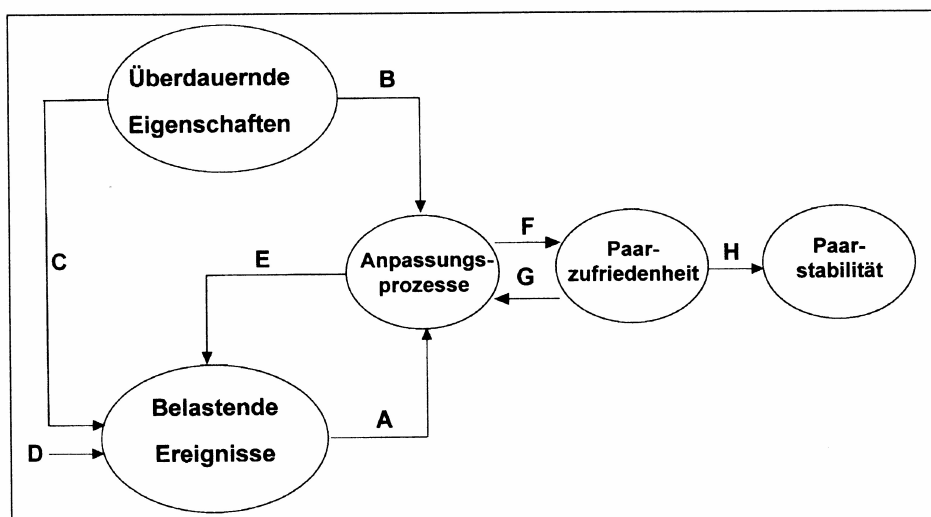 Überdauernde
Eigenschaften
B
C
E
Anpassungs-
prozesse
F
G
Paar-
zufriedenheit
H
Paar-
stabilität
Belastende
Ereignisse
A
D